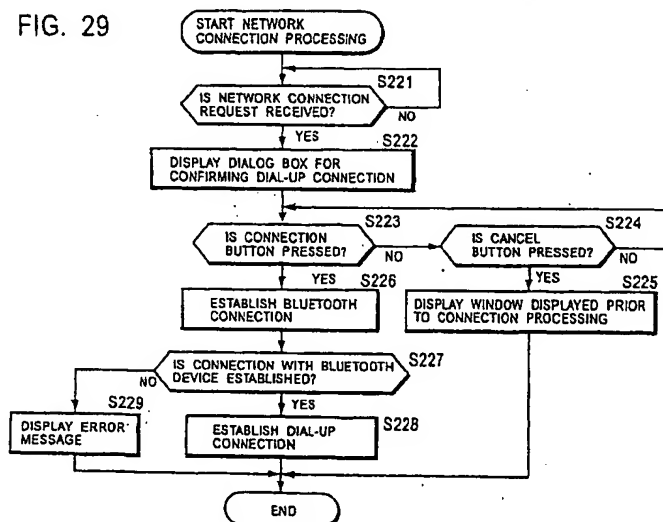 FIG. 29
START NETWORK
CONNECTION PROCESSING
S221
IS NETWORK CONNECTION
REQUEST RECEIVED?
NO
YES
S222
DISPLAY DIALOG BOX FOR
CONFIRMING DIAL-UP CONNECTION
S223
IS CONNECTION
BUTTON PRESSED?
NO
S224
IS CANCEL
BUTTON PRESSED?
NO
YES
S226
YES
S225
ESTABLISH BLUETOOTH
CONNECTION
DISPLAY WINDOW DISPLAYED PRIOR
TO CONNECTION PROCESSING
S227
IS CONNECTION WITH BLUETOOTH
DEVICE ESTABLISHED?
NO
YES
S229
DISPLAY ERROR
MESSAGE
S228
ESTABLISH DIAL-UP
CONNECTION
END